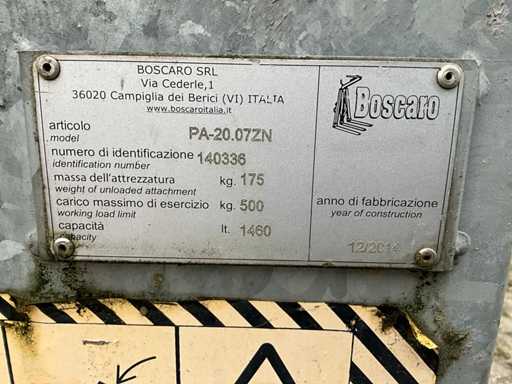 BOSCARO SRL
Via Cederle,1
36020 Campiglia dei Berici (VI) ITALIA
www.boscaroitalia.it
Boscaro
articolo PA-20.07ZN
model
numero di identificazione 140336
identification number
massa dell'attrezzatura kg. 175
weight of unloaded attachment
carico massimo di esercizio kg. 500
working load limit
capacità lt. 1460
capacity
anno di fabbricazione
year of construction
12/2014